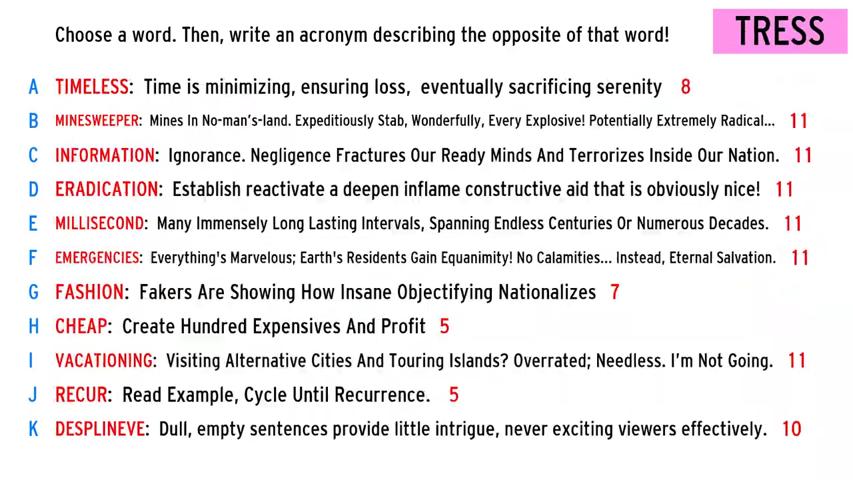 Choose a word. Then, write an acronym describing the opposite of that word!
TRESS
A TIMELESS: Time is minimizing, ensuring loss, eventually sacrificing serenity 8
B MINESWEEPER: Mines In No-man's-land. Expeditiously Stab, Wonderfully, Every Explosive! Potentially Extremely Radical... 11
C INFORMATION: Ignorance. Negligence Fractures Our Ready Minds And Terrorizes Inside Our Nation. 11
D ERADICATION: Establish reactivate a deepen inflame constructive aid that is obviously nice! 11
E MILLISECOND: Many Immensely Long Lasting Intervals, Spanning Endless Centuries Or Numerous Decades. 11
F EMERGENCIES: Everything's Marvelous; Earth's Residents Gain Equanimity! No Calamities... Instead, Eternal Salvation. 11
G FASHION: Fakers Are Showing How Insane Objectifying Nationalizes 7
H CHEAP: Create Hundred Expensives And Profit 5
I VACATIONING: Visiting Alternative Cities And Touring Islands? Overrated; Needless. I'm Not Going. 11
J RECUR: Read Example, Cycle Until Recurrence. 5
K DESPLINEVE: Dull, empty sentences provide little intrigue, never exciting viewers effectively. 10